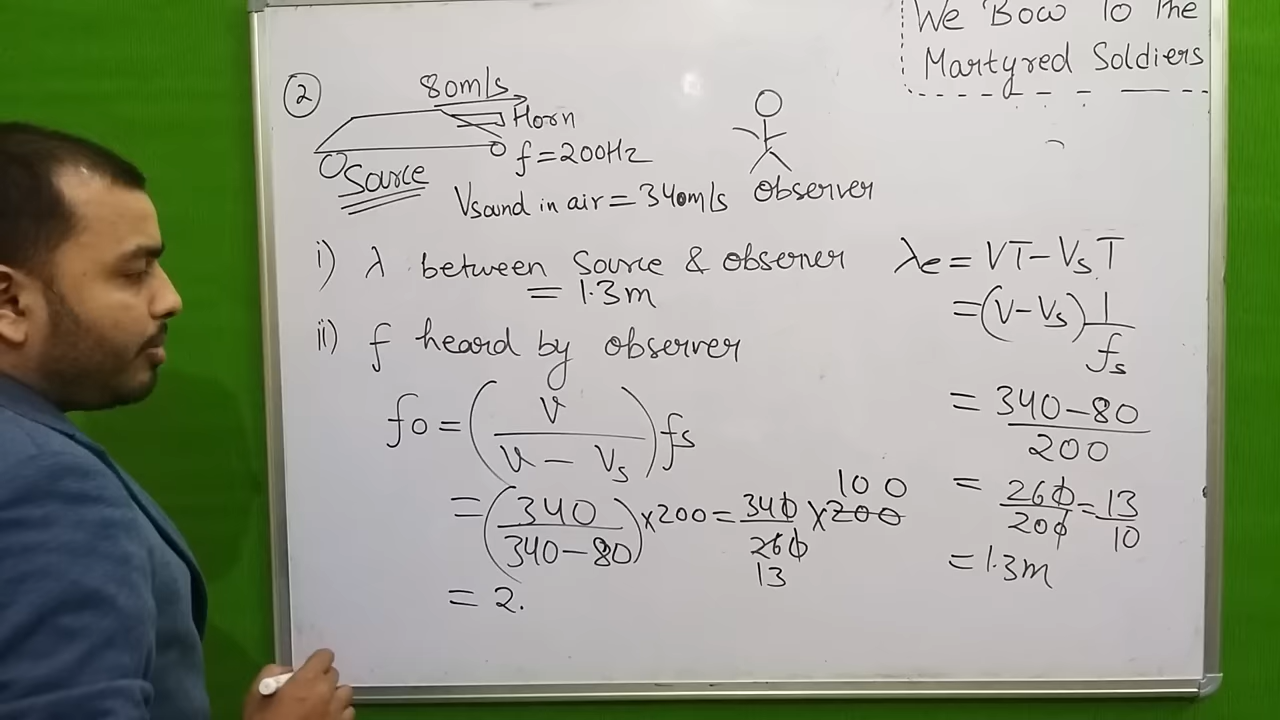 We Bow To The
Martyred Soldiers
2
80m/s
Horn
f=200Hz
Source
Vsound in air = 340m/s
Observer
i) λ between Source & observer
= 1.3m
ii) f heard by observer
fo = (V / V - Vs) fs
= (340 / 340-80) × 200 = 340 / 260 × 200
100
13
= 2.
λe = VT - VsT
= (V - Vs) 1 / fs
= 340-80 / 200
= 260 / 200 = 13 / 10
= 1.3m